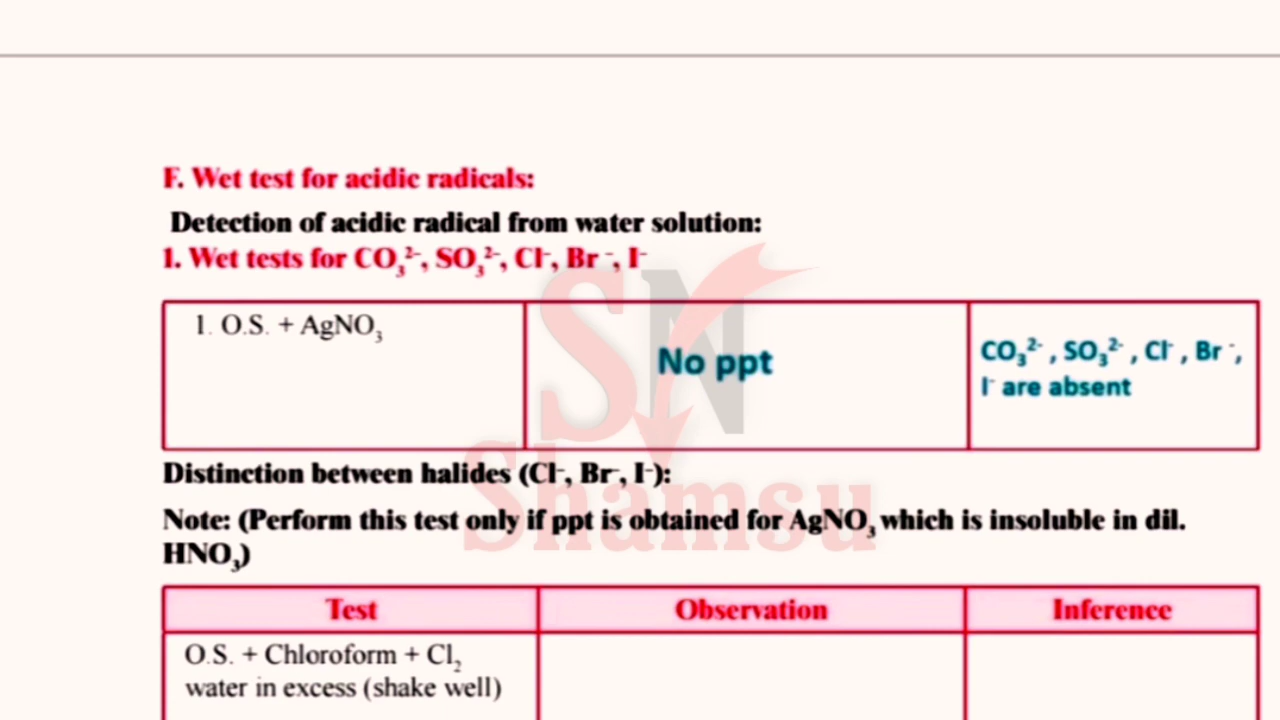 F. Wet test for acidic radicals:
Detection of acidic radical from water solution:
1. Wet tests for CO₃²⁻, SO₃²⁻, Cl⁻, Br ⁻, I⁻
1. O.S. + AgNO₃
No ppt
CO₃²⁻ , SO₃²⁻ , Cl⁻ , Br ⁻,
I⁻ are absent
SN
Shamsu
Distinction between halides (Cl⁻, Br⁻, I⁻):
Note: (Perform this test only if ppt is obtained for AgNO₃ which is insoluble in dil.
HNO₃)
Test Observation Inference
O.S. + Chloroform + Cl₂
water in excess (shake well)